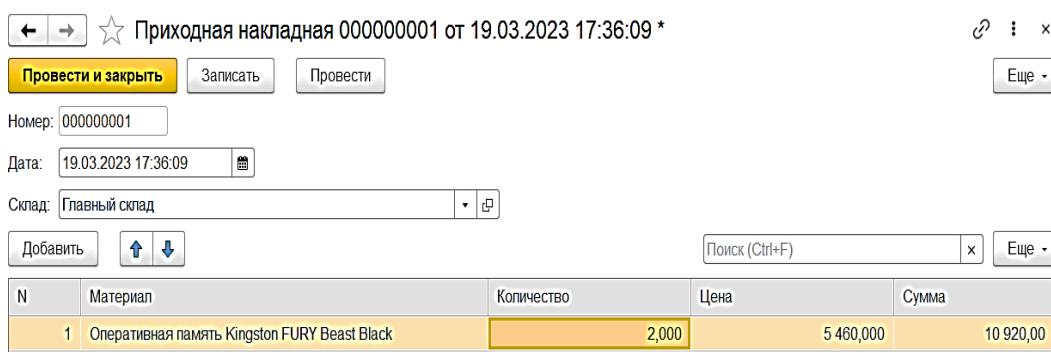 Приходная накладная 000000001 от 19.03.2023 17:36:09 *
Провести и закрыть Записать Провести Еще
Номер: 000000001
Дата: 19.03.2023 17:36:09
Склад: Главный склад
Добавить Поиск (Ctrl+F) x Еще
N Материал Количество Цена Сумма
1 Оперативная память Kingston FURY Beast Black 2,000 5 460,000 10 920,00